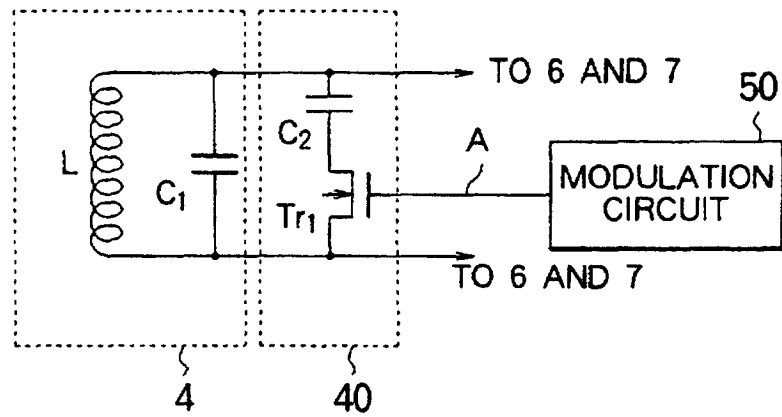 TO 6 AND 7
50
L
C1
C2
A
MODULATION
CIRCUIT
Tr1
TO 6 AND 7
4
40